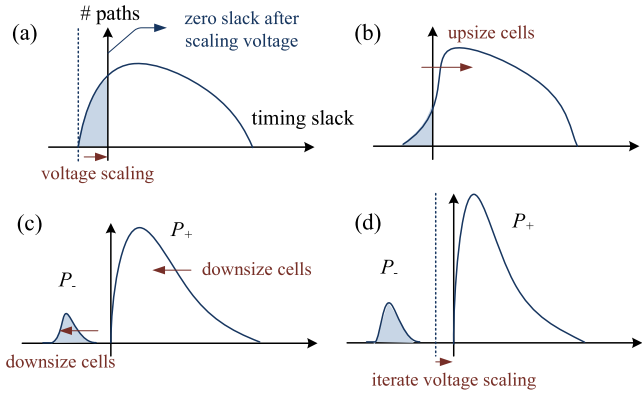 (a)
# paths
zero slack after
scaling voltage
timing slack
voltage scaling
(b)
upsize cells
(c)
P₊
P₋
downsize cells
downsize cells
(d)
P₊
P₋
iterate voltage scaling